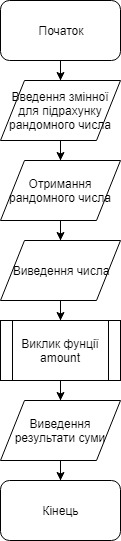 Початок
Введення змінної
для підрахунку
рандомного числа
Отримання
рандомного числа
Виведення числа
Виклик фунції
amount
Виведення
результати суми
Кінець